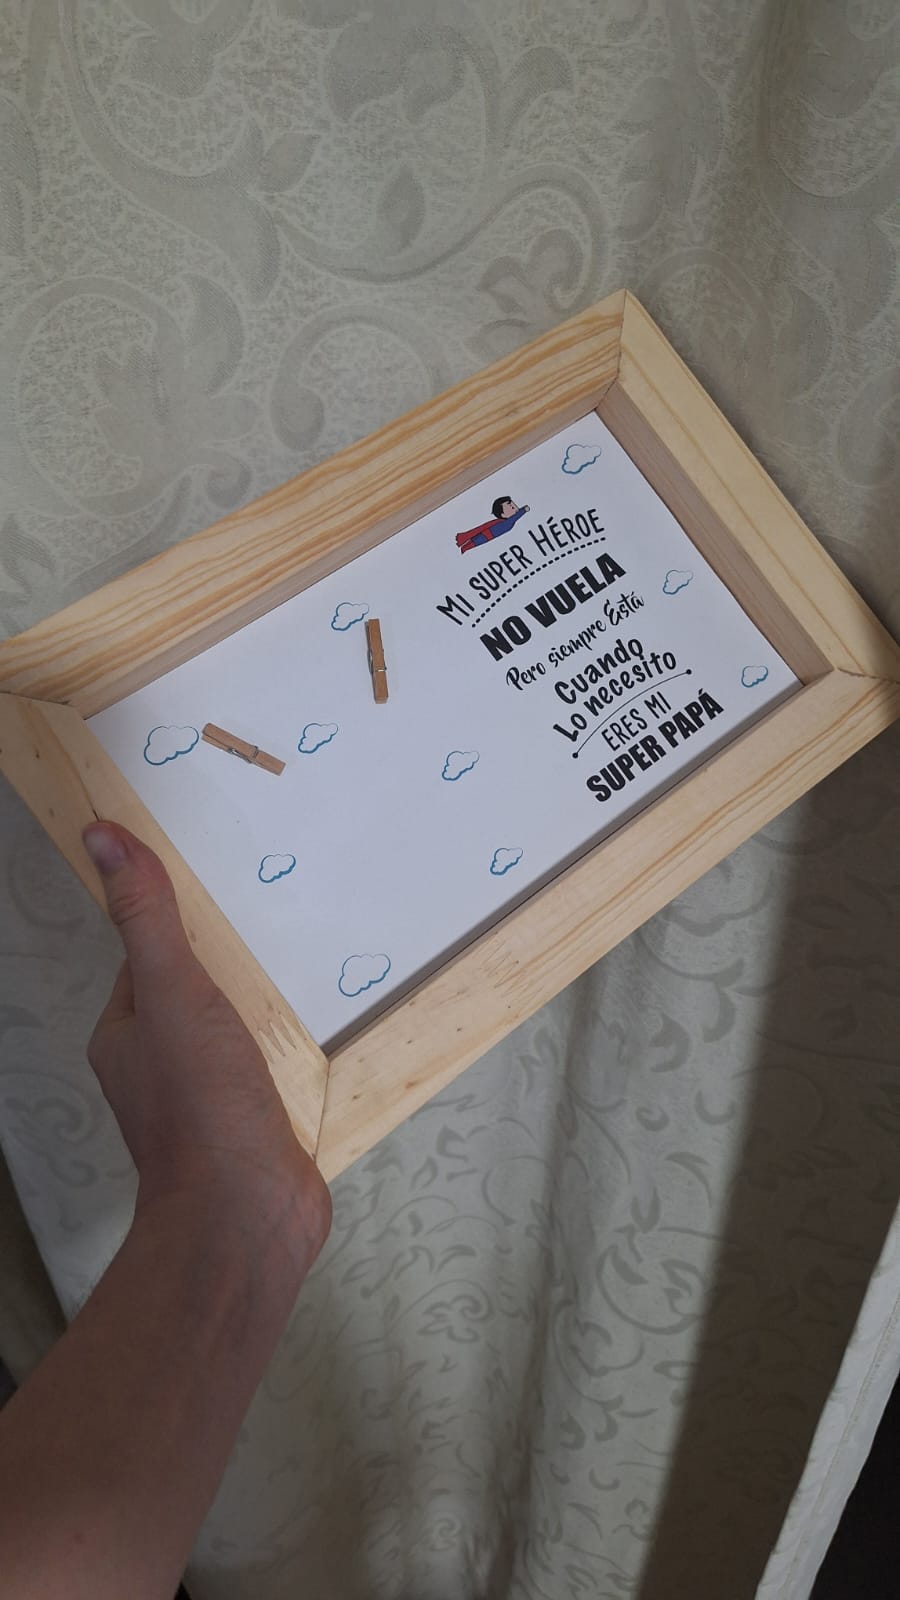 MI SUPER HÉROE
NO VUELA
Pero siempre Está
Cuando
Lo necesito
ERES MI
SUPER PAPÁ